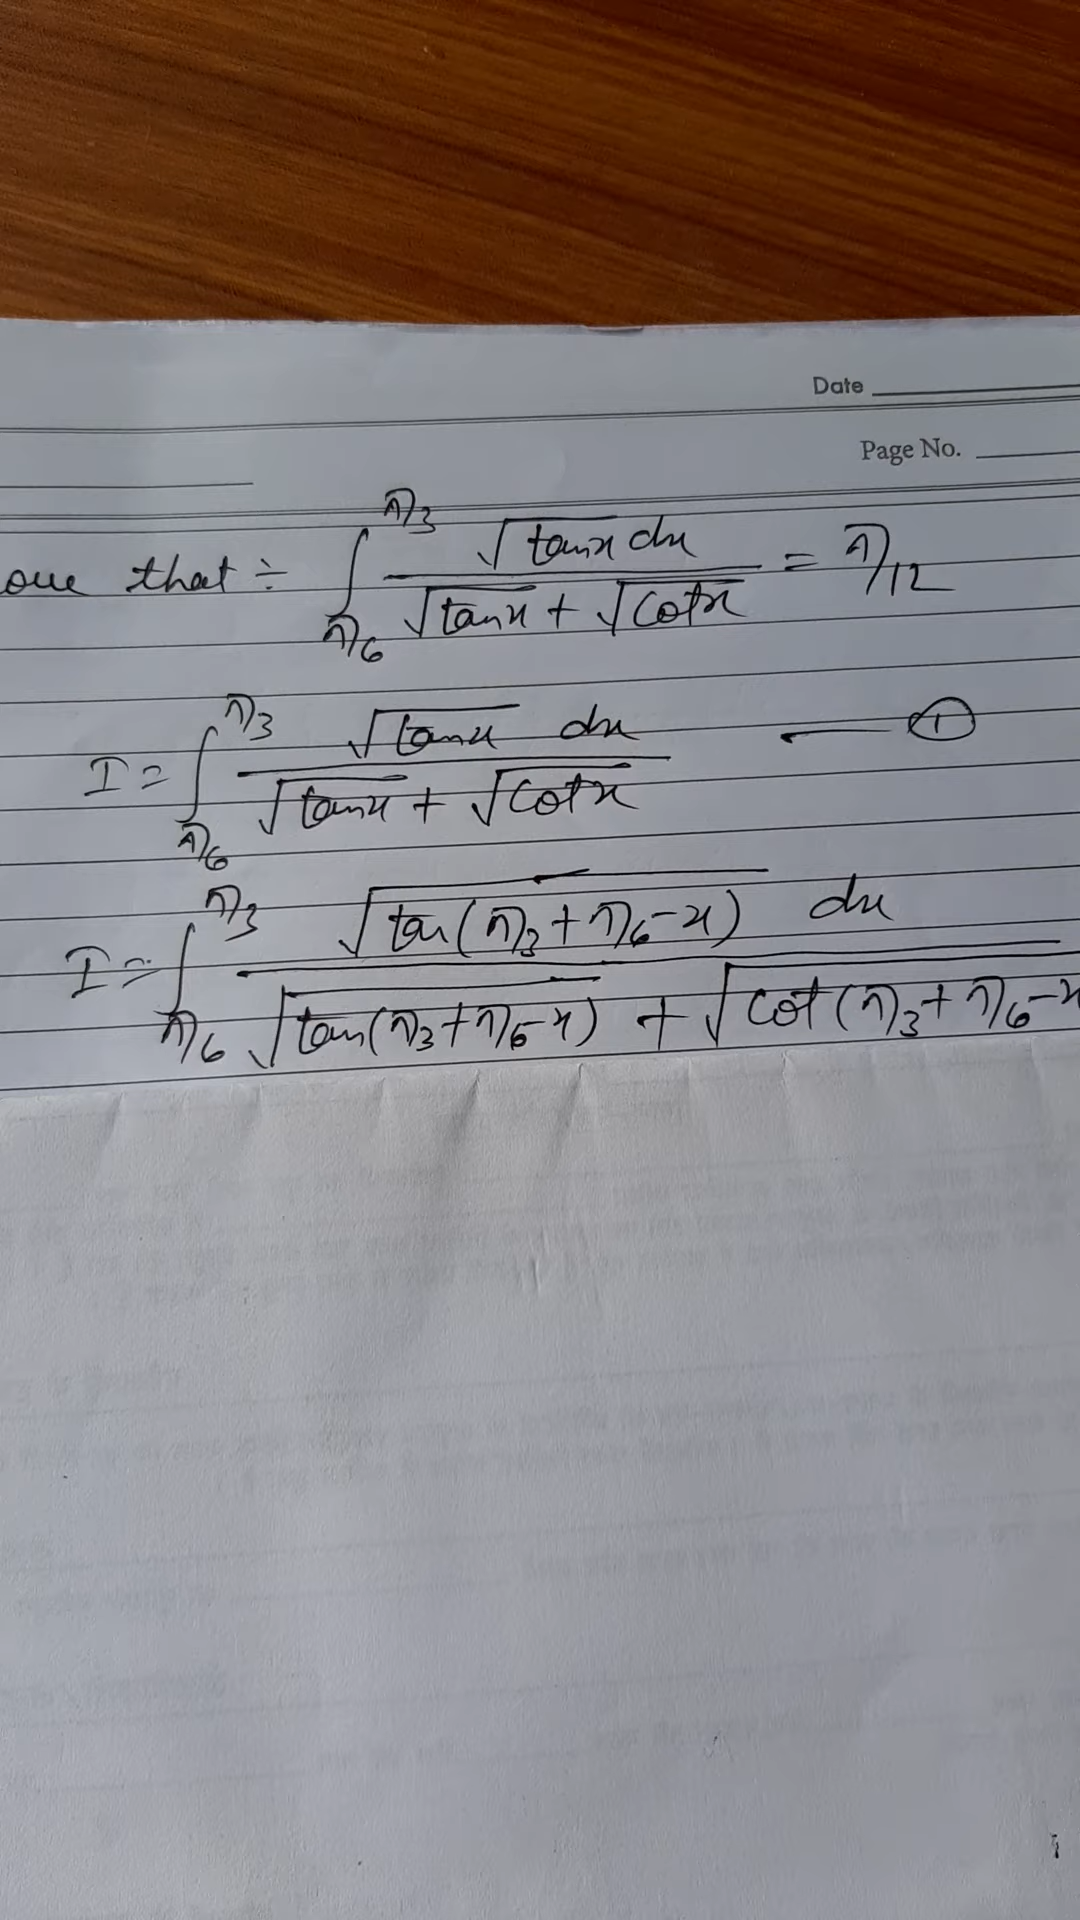 Date
Page No.
ove that ÷ ∫_{π/6}^{π/3} √tanx dx / (√tanx + √cotx) = π/12
I = ∫_{π/6}^{π/3} √tanx dx / (√tanx + √cotx) — ①
I = ∫_{π/6}^{π/3} √tan(π/3 + π/6 - x) dx / (√tan(π/3 + π/6 - x) + √cot(π/3 + π/6 - x